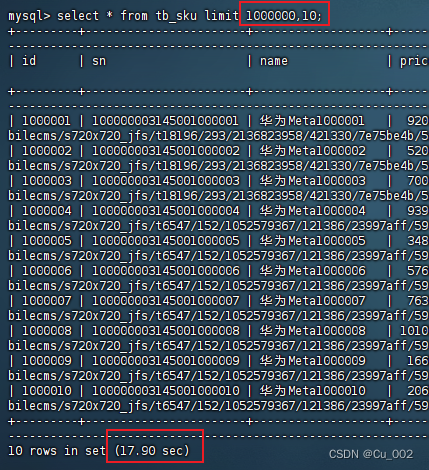 mysql> select * from tb_sku limit 1000000,10;
| id | sn | name | pric
| 1000001 | 100000003145001000001 | 华为Meta1000001 | 920
bilecms/s720x720_jfs/t18196/293/2136823958/421330/7e75be4b/5
| 1000002 | 100000003145001000002 | 华为Meta1000002 | 520
bilecms/s720x720_jfs/t18196/293/2136823958/421330/7e75be4b/5
| 1000003 | 100000003145001000003 | 华为Meta1000003 | 700
bilecms/s720x720_jfs/t18196/293/2136823958/421330/7e75be4b/5
| 1000004 | 100000003145001000004 | 华为Meta1000004 | 939
bilecms/s720x720_jfs/t6547/152/1052579367/121386/23997aff/59
| 1000005 | 100000003145001000005 | 华为Meta1000005 | 348
bilecms/s720x720_jfs/t6547/152/1052579367/121386/23997aff/59
| 1000006 | 100000003145001000006 | 华为Meta1000006 | 576
bilecms/s720x720_jfs/t6547/152/1052579367/121386/23997aff/59
| 1000007 | 100000003145001000007 | 华为Meta1000007 | 763
bilecms/s720x720_jfs/t6547/152/1052579367/121386/23997aff/59
| 1000008 | 100000003145001000008 | 华为Meta1000008 | 1010
bilecms/s720x720_jfs/t6547/152/1052579367/121386/23997aff/59
| 1000009 | 100000003145001000009 | 华为Meta1000009 | 166
bilecms/s720x720_jfs/t6547/152/1052579367/121386/23997aff/59
| 1000010 | 100000003145001000010 | 华为Meta1000010 | 206
bilecms/s720x720_jfs/t6547/152/1052579367/121386/23997aff/59
10 rows in set (17.90 sec)
CSDN @Cu_002